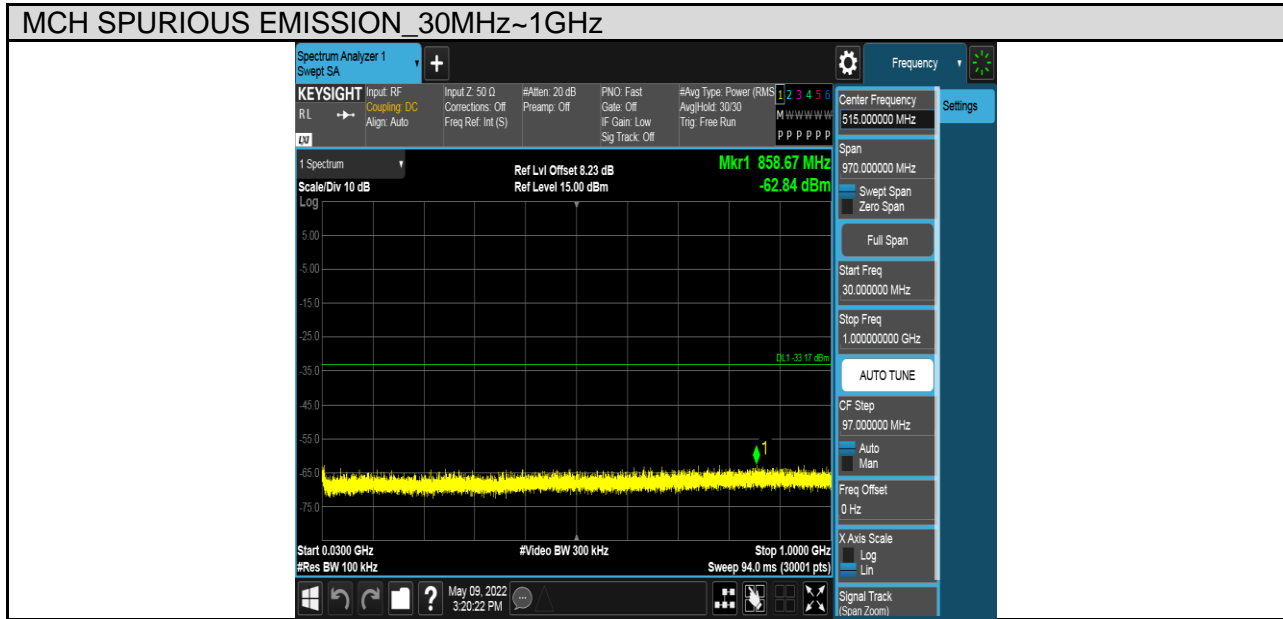 MCH SPURIOUS EMISSION_30MHz~1GHz
Spectrum Analyzer 1
Swept SA
+
Frequency
KEYSIGHT
RL
LXI
Input: RF
Coupling: DC
Align: Auto
Input Z: 50 Ω
Corrections: Off
Freq Ref: Int (S)
#Atten: 20 dB
Preamp: Off
PNO: Fast
Gate: Off
IF Gain: Low
Sig Track: Off
#Avg Type: Power (RMS
Avg|Hold: 30/30
Trig: Free Run
1 2 3 4 5 6
M W W W W W
P P P P P P
1 Spectrum
Scale/Div 10 dB
Log
Ref Lvl Offset 8.23 dB
Ref Level 15.00 dBm
Mkr1 858.67 MHz
-62.84 dBm
5.00
-5.00
-15.0
-25.0
DL1 -33.17 dBm
-35.0
-45.0
-55.0
1
-65.0
-75.0
Start 0.0300 GHz
#Res BW 100 kHz
#Video BW 300 kHz
Stop 1.0000 GHz
Sweep 94.0 ms (30001 pts)
?
May 09, 2022
3:20:22 PM
Center Frequency
515.000000 MHz
Settings
Span
970.000000 MHz
Swept Span
Zero Span
Full Span
Start Freq
30.000000 MHz
Stop Freq
1.000000000 GHz
AUTO TUNE
CF Step
97.000000 MHz
Auto
Man
Freq Offset
0 Hz
X Axis Scale
Log
Lin
Signal Track
(Span Zoom)